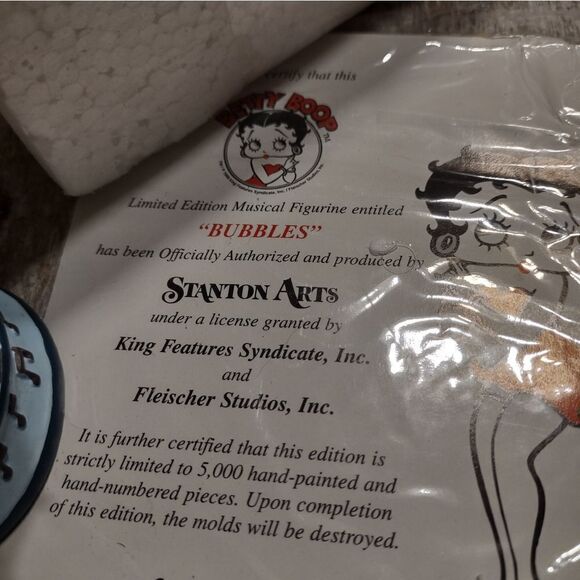 certify that this
BETTY BOOP
TM
Limited Edition Musical Figurine entitled
“BUBBLES”
has been Officially Authorized and produced by
STANTON ARTS
under a license granted by
King Features Syndicate, Inc.
and
Fleischer Studios, Inc.
It is further certified that this edition is
strictly limited to 5,000 hand-painted and
hand-numbered pieces. Upon completion
of this edition, the molds will be destroyed.